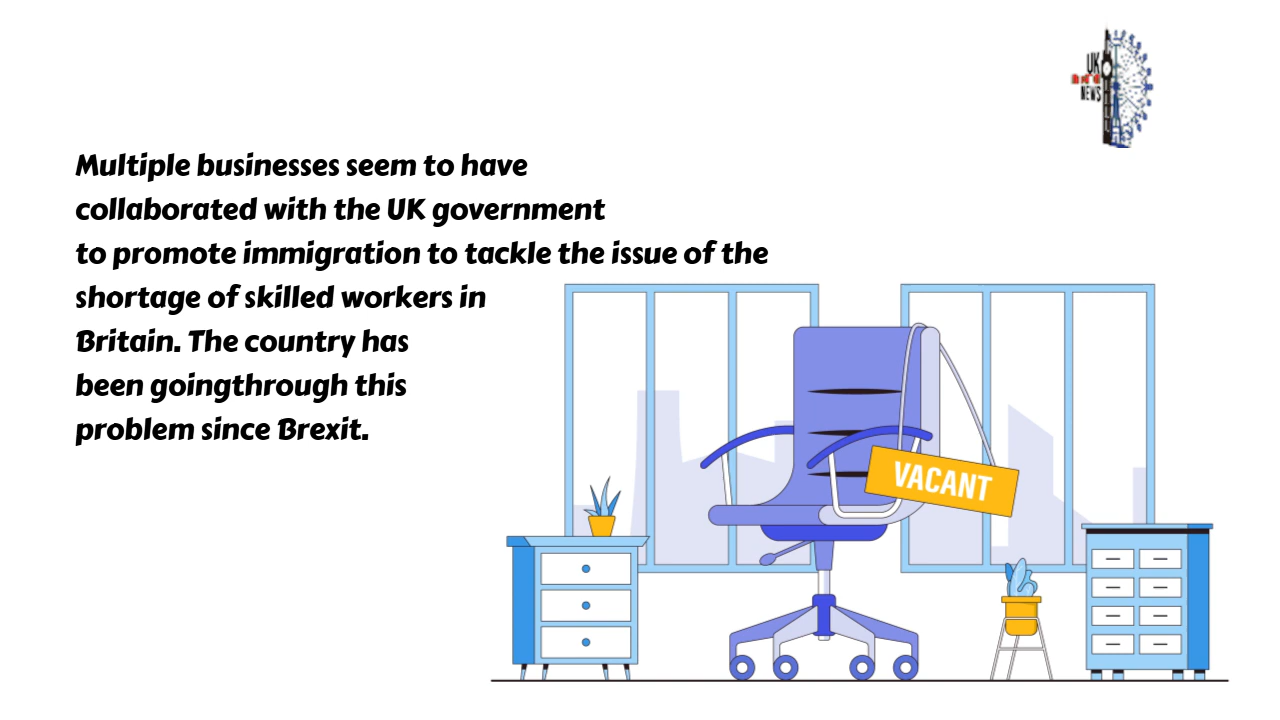 UK
NEWS
Multiple businesses seem to have
collaborated with the UK government
to promote immigration to tackle the issue of the
shortage of skilled workers in
Britain. The country has
been goingthrough this
problem since Brexit.
VACANT